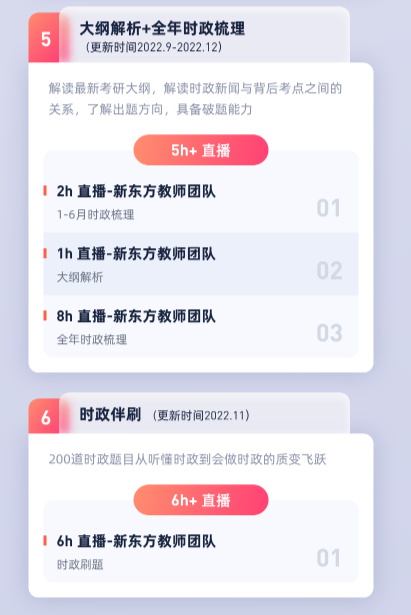 5
大纲解析+全年时政梳理
（更新时间2022.9-2022.12）
解读最新考研大纲，解读时政新闻与背后考点之间的
关系，了解出题方向，具备破题能力
5h+ 直播
2h 直播-新东方教师团队
1-6月时政梳理
01
1h 直播-新东方教师团队
大纲解析
02
8h 直播-新东方教师团队
全年时政梳理
03
6
时政伴刷 （更新时间2022.11）
200道时政题目从听懂时政到会做时政的质变飞跃
6h+ 直播
6h 直播-新东方教师团队
时政刷题
01